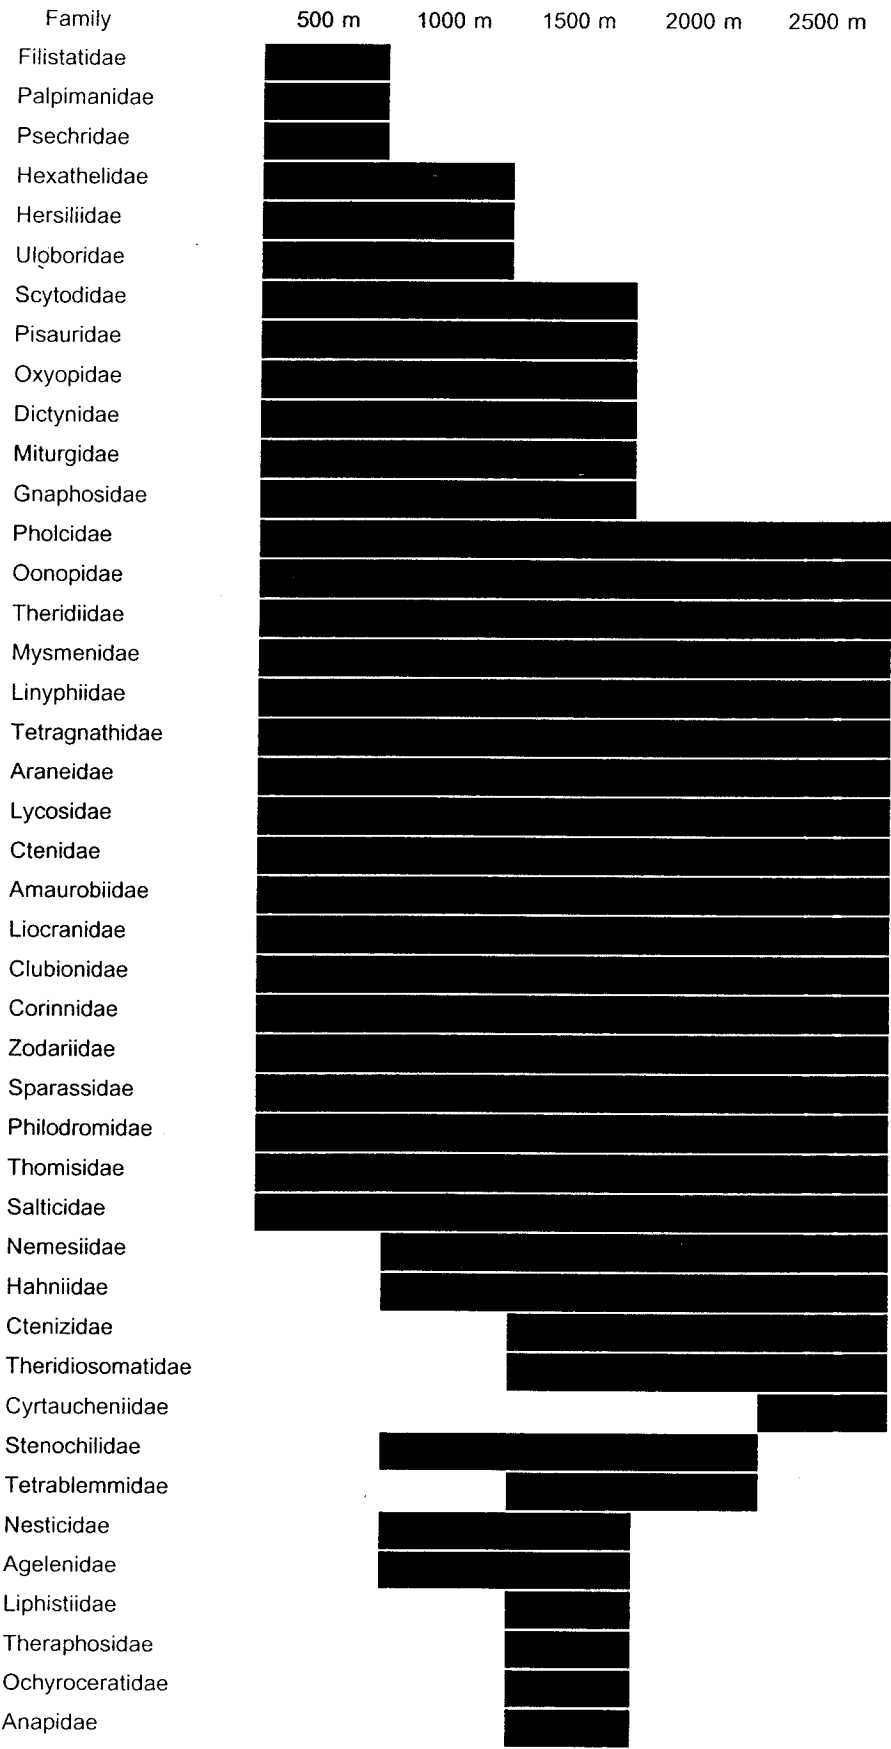 Family 500 m 1000 m 1500 m 2000 m 2500 m
Filistatidae
Palpimanidae
Psechridae
Hexathelidae
Hersiliidae
Uloboridae
Scytodidae
Pisauridae
Oxyopidae
Dictynidae
Miturgidae
Gnaphosidae
Pholcidae
Oonopidae
Theridiidae
Mysmenidae
Linyphiidae
Tetragnathidae
Araneidae
Lycosidae
Ctenidae
Amaurobiidae
Liocranidae
Clubionidae
Corinnidae
Zodariidae
Sparassidae
Philodromidae
Thomisidae
Salticidae
Nemesiidae
Hahniidae
Ctenizidae
Theridiosomatidae
Cyrtaucheniidae
Stenochilidae
Tetrablemmidae
Nesticidae
Agelenidae
Liphistiidae
Theraphosidae
Ochyroceratidae
Anapidae